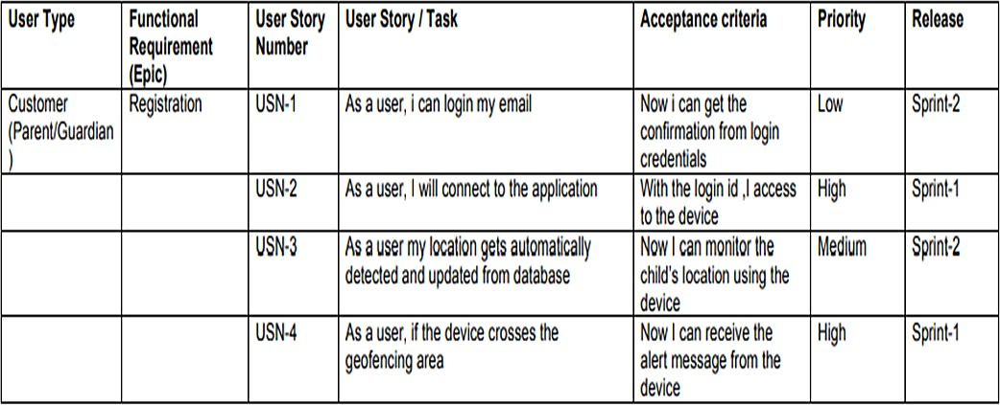 User Type Functional Requirement (Epic) User Story Number User Story / Task Acceptance criteria Priority Release
Customer (Parent/Guardian) Registration USN-1 As a user, i can login my email Now i can get the confirmation from login credentials Low Sprint-2
USN-2 As a user, I will connect to the application With the login id ,I access to the device High Sprint-1
USN-3 As a user my location gets automatically detected and updated from database Now I can monitor the child's location using the device Medium Sprint-2
USN-4 As a user, if the device crosses the geofencing area Now I can receive the alert message from the device High Sprint-1